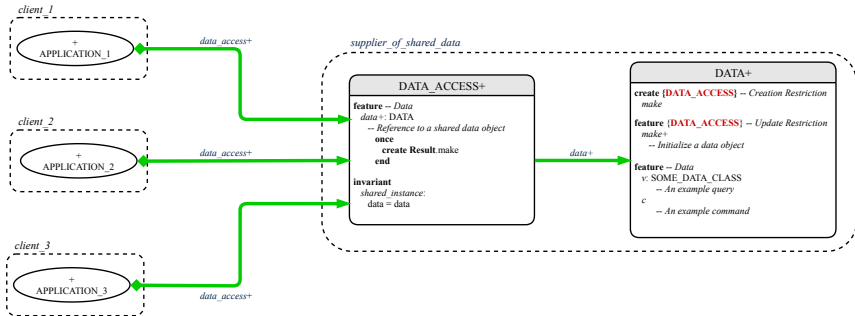 client_1
+
APPLICATION_1
data_access+
client_2
+
APPLICATION_2
data_access+
client_3
+
APPLICATION_3
data_access+
supplier_of_shared_data
DATA_ACCESS+
feature -- Data
data+: DATA
-- Reference to a shared data object
once
create Result.make
end
invariant
shared_instance:
data = data
data+
DATA+
create {DATA_ACCESS} -- Creation Restriction
make
feature {DATA_ACCESS} -- Update Restriction
make+
-- Initialize a data object
feature -- Data
v: SOME_DATA_CLASS
-- An example query
c
-- An example command